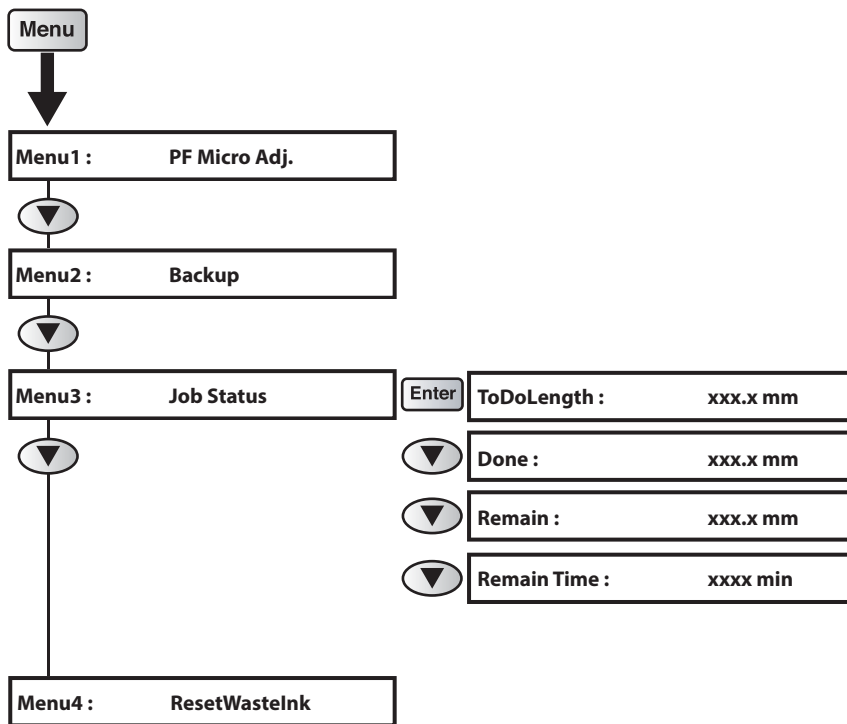 Menu
Menu1 : PF Micro Adj.
Menu2 : Backup
Menu3 : Job Status
Enter
ToDoLength : xxx.x mm
Done : xxx.x mm
Remain : xxx.x mm
Remain Time : xxxx min
Menu4 : ResetWasteInk